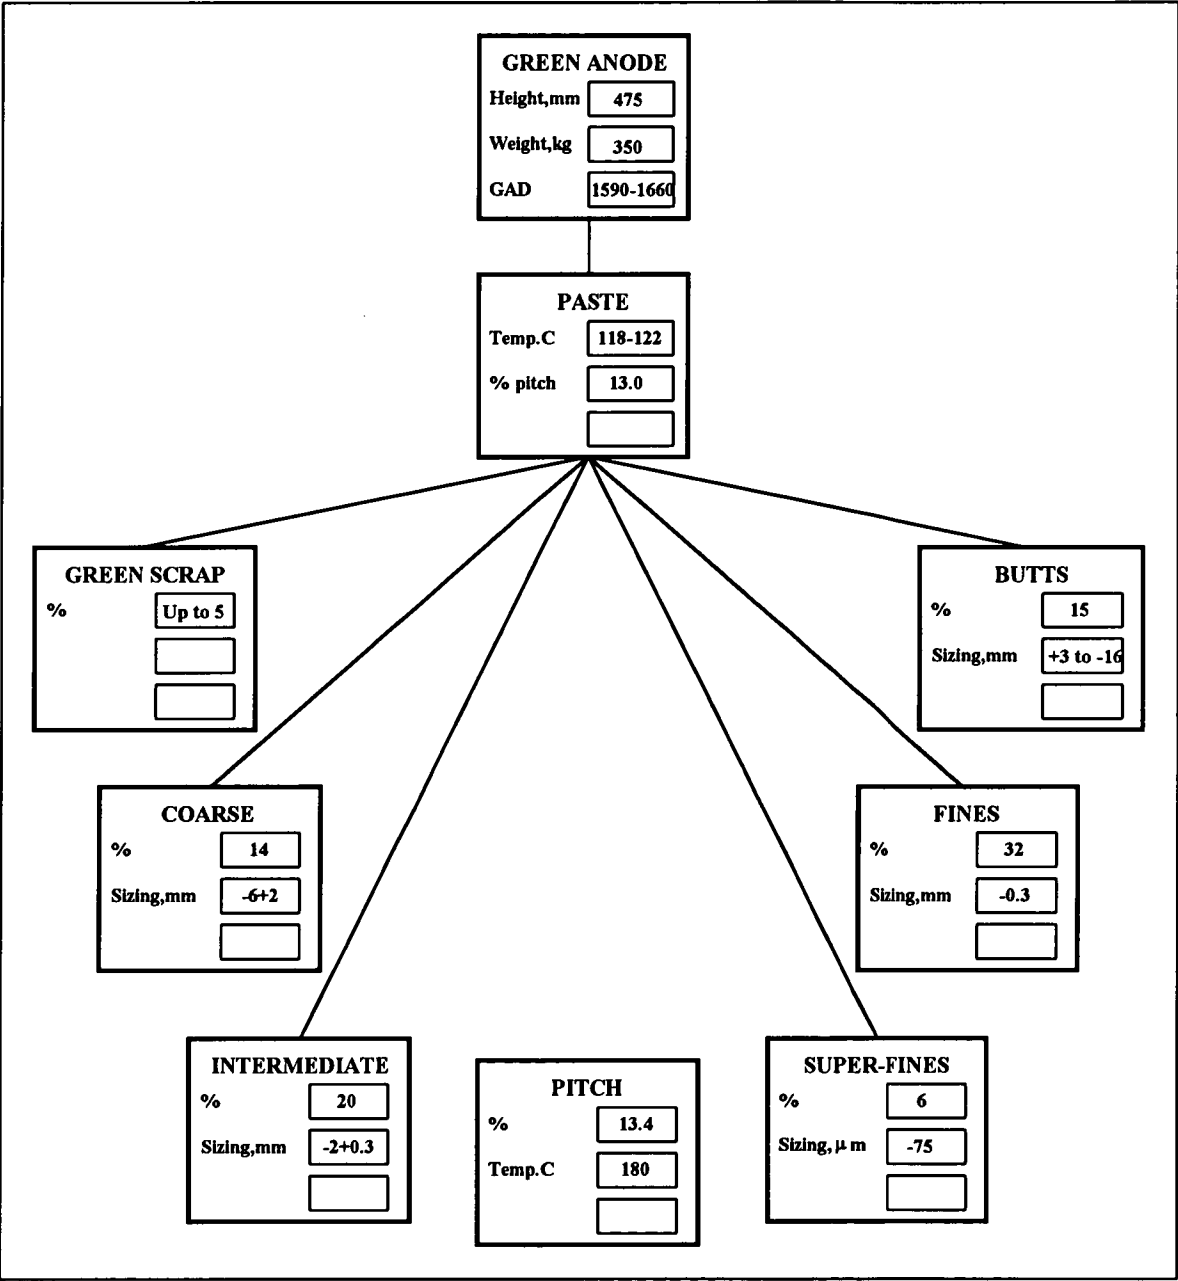 GREEN ANODE
Height,mm 475
Weight,kg 350
GAD 1590-1660
PASTE
Temp.C 118-122
% pitch 13.0
GREEN SCRAP
% Up to 5
BUTTS
% 15
Sizing,mm +3 to -16
COARSE
% 14
Sizing,mm -6+2
FINES
% 32
Sizing,mm -0.3
INTERMEDIATE
% 20
Sizing,mm -2+0.3
PITCH
% 13.4
Temp.C 180
SUPER-FINES
% 6
Sizing, μm -75